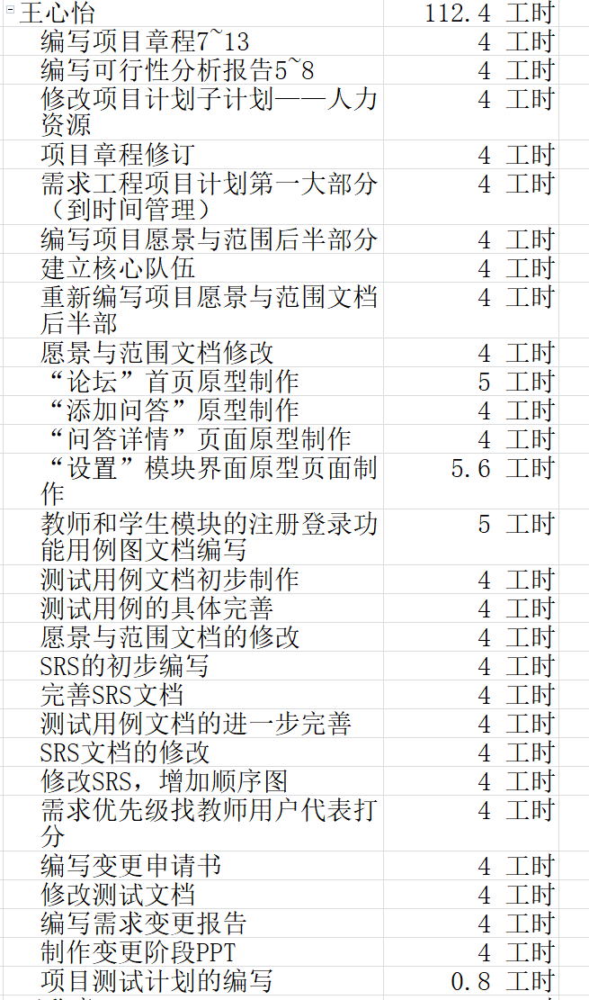 王心怡 112.4 工时
编写项目章程7~13 4 工时
编写可行性分析报告5~8 4 工时
修改项目计划子计划——人力 4 工时
资源
项目章程修订 4 工时
需求工程项目计划第一大部分 4 工时
（到时间管理）
编写项目愿景与范围后半部分 4 工时
建立核心队伍 4 工时
重新编写项目愿景与范围文档 4 工时
后半部
愿景与范围文档修改 4 工时
“论坛”首页原型制作 5 工时
“添加问答”原型制作 4 工时
“问答详情”页面原型制作 4 工时
“设置”模块界面原型页面制 5.6 工时
作
教师和学生模块的注册登录功 5 工时
能用例图文档编写
测试用例文档初步制作 4 工时
测试用例的具体完善 4 工时
愿景与范围文档的修改 4 工时
SRS的初步编写 4 工时
完善SRS文档 4 工时
测试用例文档的进一步完善 4 工时
SRS文档的修改 4 工时
修改SRS，增加顺序图 4 工时
需求优先级找教师用户代表打 4 工时
分
编写变更申请书 4 工时
修改测试文档 4 工时
编写需求变更报告 4 工时
制作变更阶段PPT 4 工时
项目测试计划的编写 0.8 工时